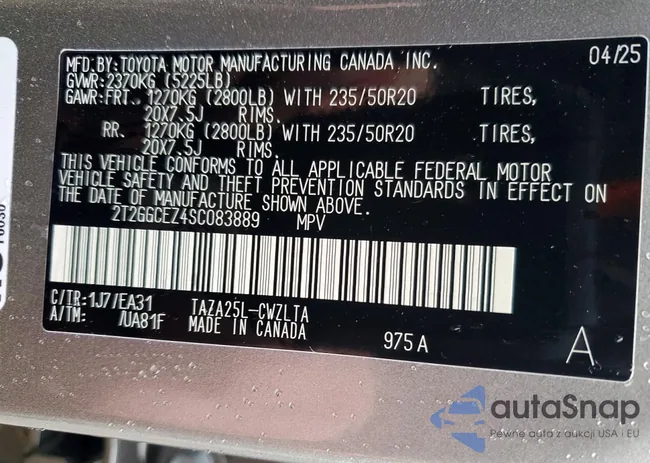 MFD.BY:TOYOTA MOTOR MANUFACTURING CANADA INC. 04/25
GVWR:2370KG (5225LB)
GAWR:FRT. 1270KG (2800LB) WITH 235/50R20 TIRES,
20X7.5J RIMS.
RR. 1270KG (2800LB) WITH 235/50R20 TIRES,
20X7.5J RIMS.
THIS VEHICLE CONFORMS TO ALL APPLICABLE FEDERAL MOTOR
VEHICLE SAFETY AND THEFT PREVENTION STANDARDS IN EFFECT ON
THE DATE OF MANUFACTURE SHOWN ABOVE.
2T2GGCEZ4SC083889 MPV
C/TR:1J7/EA31 TAZA25L-CWZLTA
A/TM: /UA81F MADE IN CANADA 975A A
autaSnap
Pewne auta z aukcji USA i EU